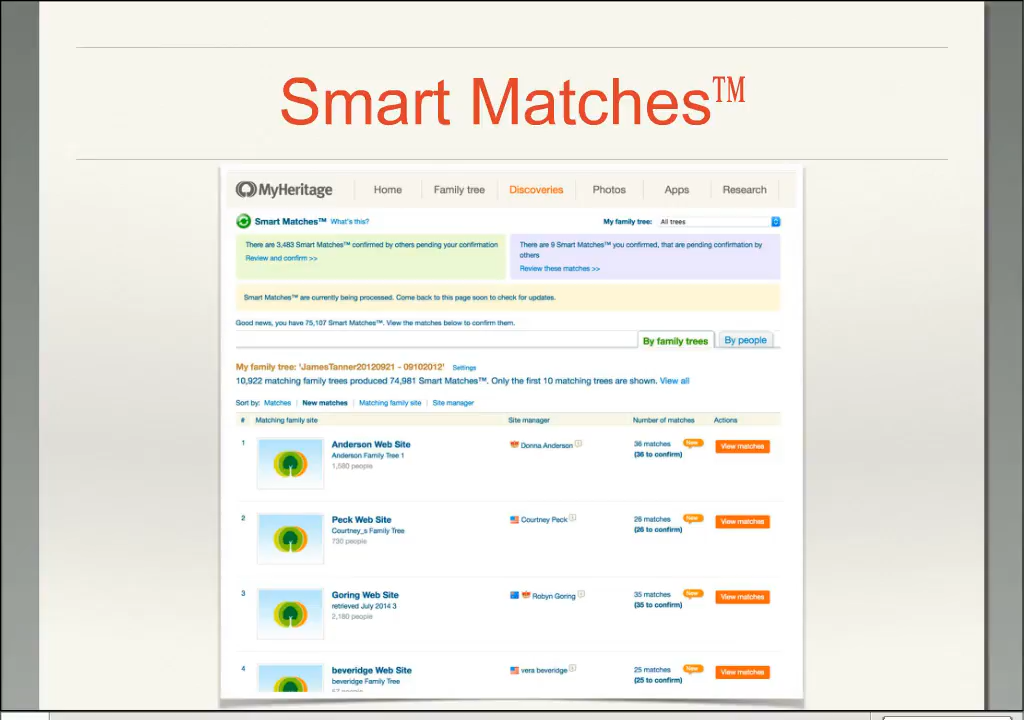 Smart Matches™
MyHeritage Home Family tree Discoveries Photos Apps Research
Smart Matches™ What's this? My family tree: All trees
There are 3,483 Smart Matches™ confirmed by others pending your confirmation
Review and confirm >>
There are 9 Smart Matches™ you confirmed, that are pending confirmation by
others
Review these matches >>
Smart Matches™ are currently being processed. Come back to this page soon to check for updates.
Good news, you have 75,107 Smart Matches™. View the matches below to confirm them.
By family trees By people
My family tree: 'JamesTanner20120921 - 09102012' Settings
10,922 matching family trees produced 74,981 Smart Matches™. Only the first 10 matching trees are shown. View all
Sort by: Matches | New matches | Matching family site | Site manager
# Matching family site Site manager Number of matches Actions
1 Anderson Web Site Donna Anderson 36 matches New View matches
Anderson Family Tree 1 (36 to confirm)
1,580 people
2 Peck Web Site Courtney Peck 26 matches New View matches
Courtney_s Family Tree (26 to confirm)
730 people
3 Goring Web Site Robyn Goring 35 matches New View matches
retrieved July 2014 3 (35 to confirm)
2,180 people
4 beveridge Web Site vera beveridge 25 matches New View matches
beveridge Family Tree (25 to confirm)